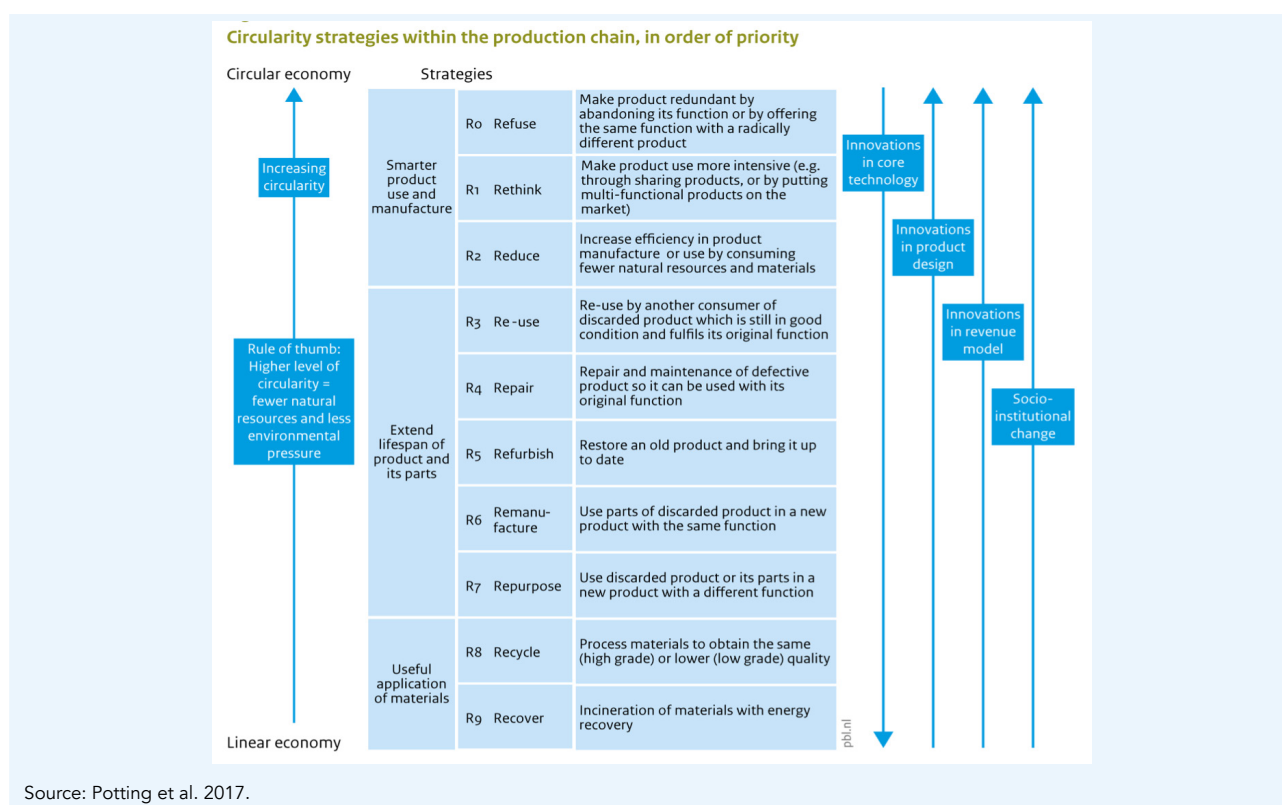 Circularity strategies within the production chain, in order of priority
Circular economy
Strategies
Increasing
circularity
Rule of thumb:
Higher level of
circularity =
fewer natural
resources and less
environmental
pressure
Linear economy
Smarter
product
use and
manufacture
R0 Refuse
Make product redundant by
abandoning its function or by offering
the same function with a radically
different product
R1 Rethink
Make product use more intensive (e.g.
through sharing products, or by putting
multi-functional products on the
market)
R2 Reduce
Increase efficiency in product
manufacture or use by consuming
fewer natural resources and materials
Extend
lifespan of
product and
its parts
R3 Re-use
Re-use by another consumer of
discarded product which is still in good
condition and fulfils its original function
R4 Repair
Repair and maintenance of defective
product so it can be used with its
original function
R5 Refurbish
Restore an old product and bring it up
to date
R6 Remanu-
facture
Use parts of discarded product in a new
product with the same function
R7 Repurpose
Use discarded product or its parts in a
new product with a different function
Useful
application
of materials
R8 Recycle
Process materials to obtain the same
(high grade) or lower (low grade) quality
R9 Recover
Incineration of materials with energy
recovery
Innovations
in core
technology
Innovations
in product
design
Innovations
in revenue
model
Socio-
institutional
change
pbl.nl
Source: Potting et al. 2017.